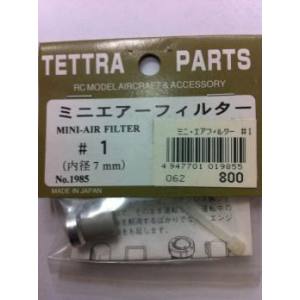 TETTRA PARTS
RC MODEL AIRCRAFT & ACCESSORY
ミニエアーフィルター
MINI-AIR FILTER
# 1
(内径7mm)
No.1985
MADE IN JAPAN
ミニ・エアフィルター #1
4 947701 019855
062 800